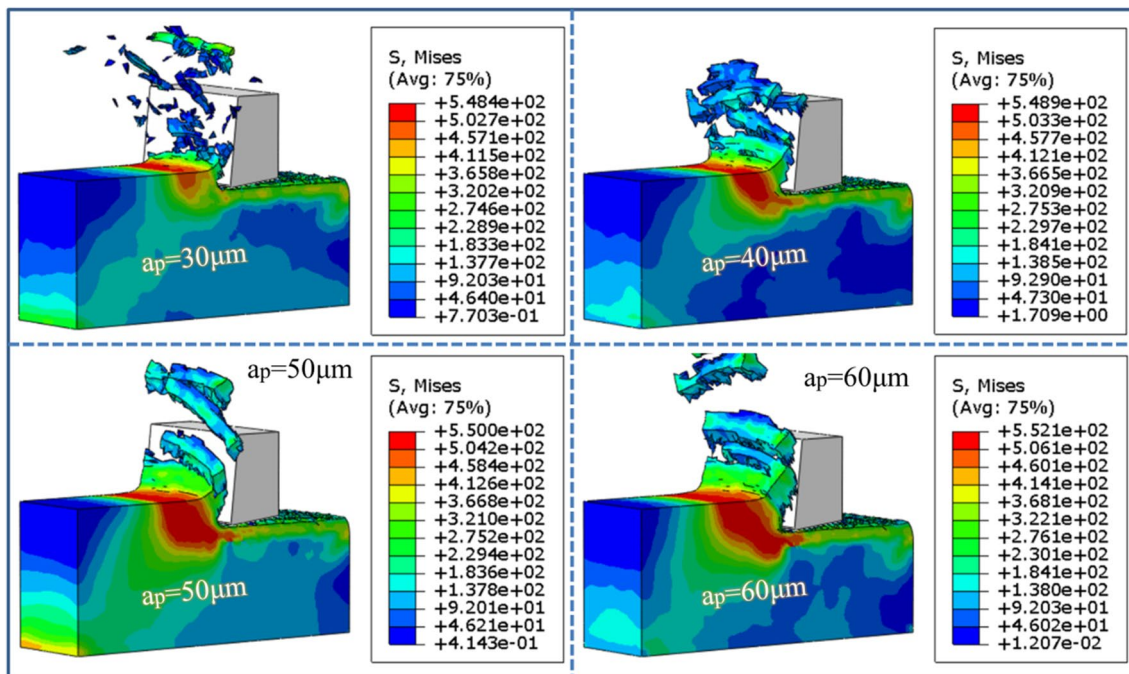 S, Mises
(Avg: 75%)
+5.484e+02
+5.027e+02
+4.571e+02
+4.115e+02
+3.658e+02
+3.202e+02
+2.746e+02
+2.289e+02
+1.833e+02
+1.377e+02
+9.203e+01
+4.640e+01
+7.703e-01
ap=30μm
S, Mises
(Avg: 75%)
+5.489e+02
+5.033e+02
+4.577e+02
+4.121e+02
+3.665e+02
+3.209e+02
+2.753e+02
+2.297e+02
+1.841e+02
+1.385e+02
+9.290e+01
+4.730e+01
+1.709e+00
ap=40μm
ap=50μm
S, Mises
(Avg: 75%)
+5.500e+02
+5.042e+02
+4.584e+02
+4.126e+02
+3.668e+02
+3.210e+02
+2.752e+02
+2.294e+02
+1.836e+02
+1.378e+02
+9.201e+01
+4.621e+01
+4.143e-01
ap=50μm
ap=60μm
S, Mises
(Avg: 75%)
+5.521e+02
+5.061e+02
+4.601e+02
+4.141e+02
+3.681e+02
+3.221e+02
+2.761e+02
+2.301e+02
+1.841e+02
+1.380e+02
+9.203e+01
+4.602e+01
+1.207e-02
ap=60μm